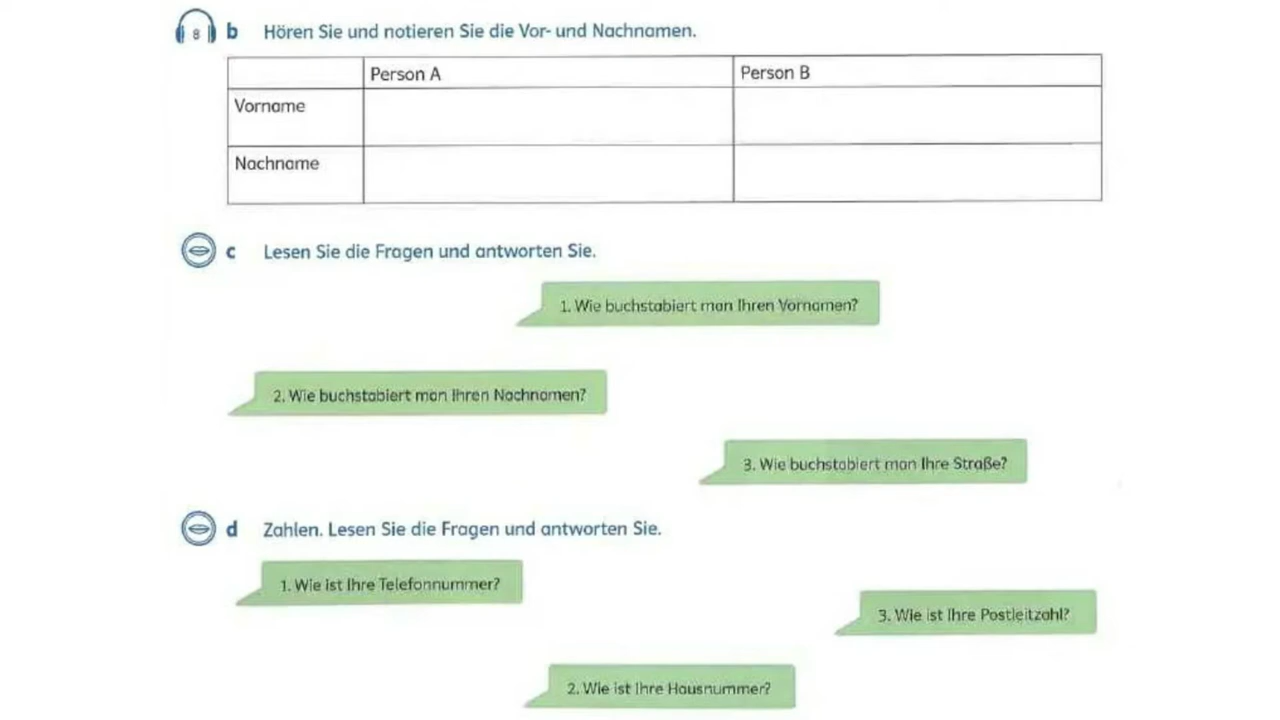 8 b Hören Sie und notieren Sie die Vor- und Nachnamen.
Person A Person B
Vorname
Nachname
c Lesen Sie die Fragen und antworten Sie.
1. Wie buchstabiert man Ihren Vornamen?
2. Wie buchstabiert man Ihren Nachnamen?
3. Wie buchstabiert man Ihre Straße?
d Zahlen. Lesen Sie die Fragen und antworten Sie.
1. Wie ist Ihre Telefonnummer?
3. Wie ist Ihre Postleitzahl?
2. Wie ist Ihre Hausnummer?